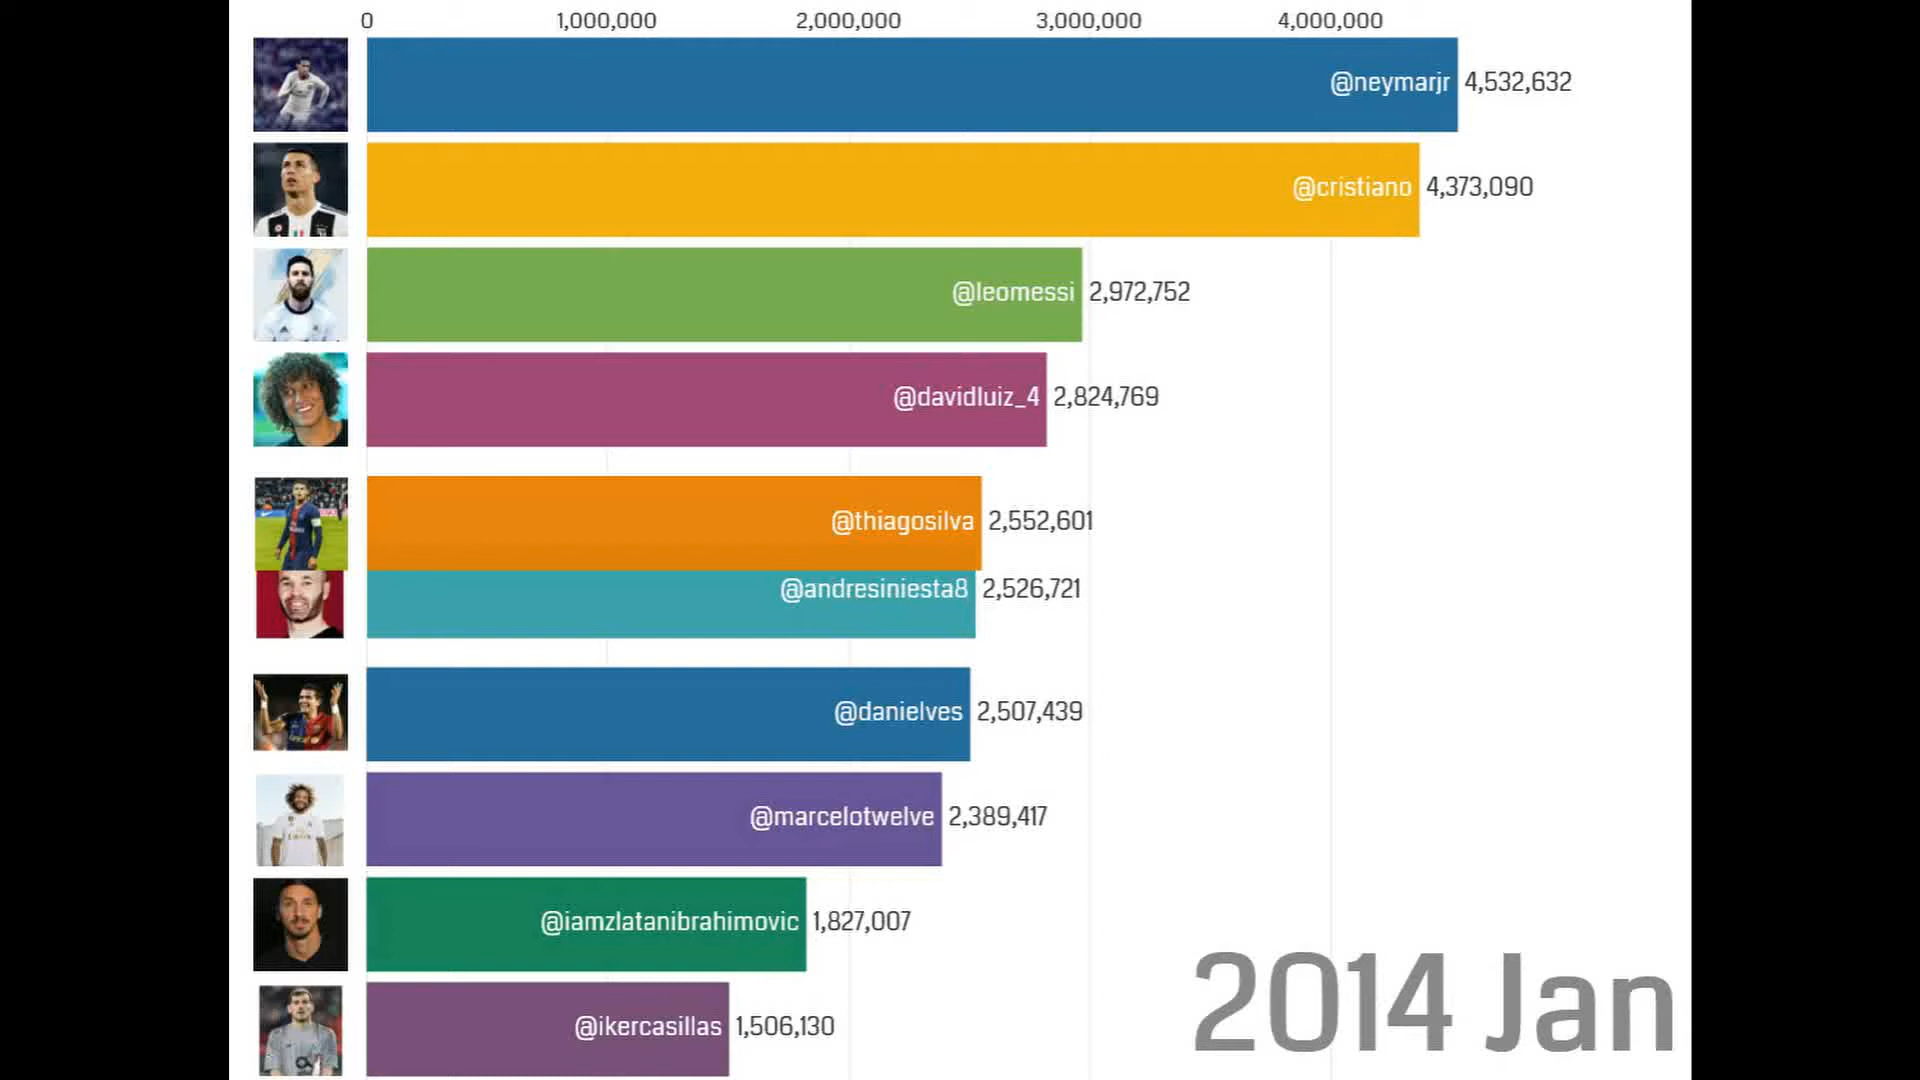 0 1,000,000 2,000,000 3,000,000 4,000,000
@neymarjr 4,532,632
@cristiano 4,373,090
@leomessi 2,972,752
@davidluiz_4 2,824,769
@thiagosilva 2,552,601
@andresiniesta8 2,526,721
@danielves 2,507,439
@marcelotwelve 2,389,417
@iamzlatanibrahimovic 1,827,007
@ikercasillas 1,506,130
2014 Jan